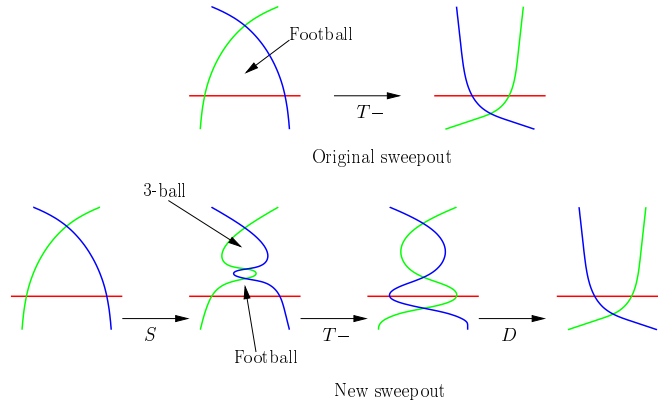 Football
T−
Original sweepout
3-ball
S
T−
D
Football
New sweepout